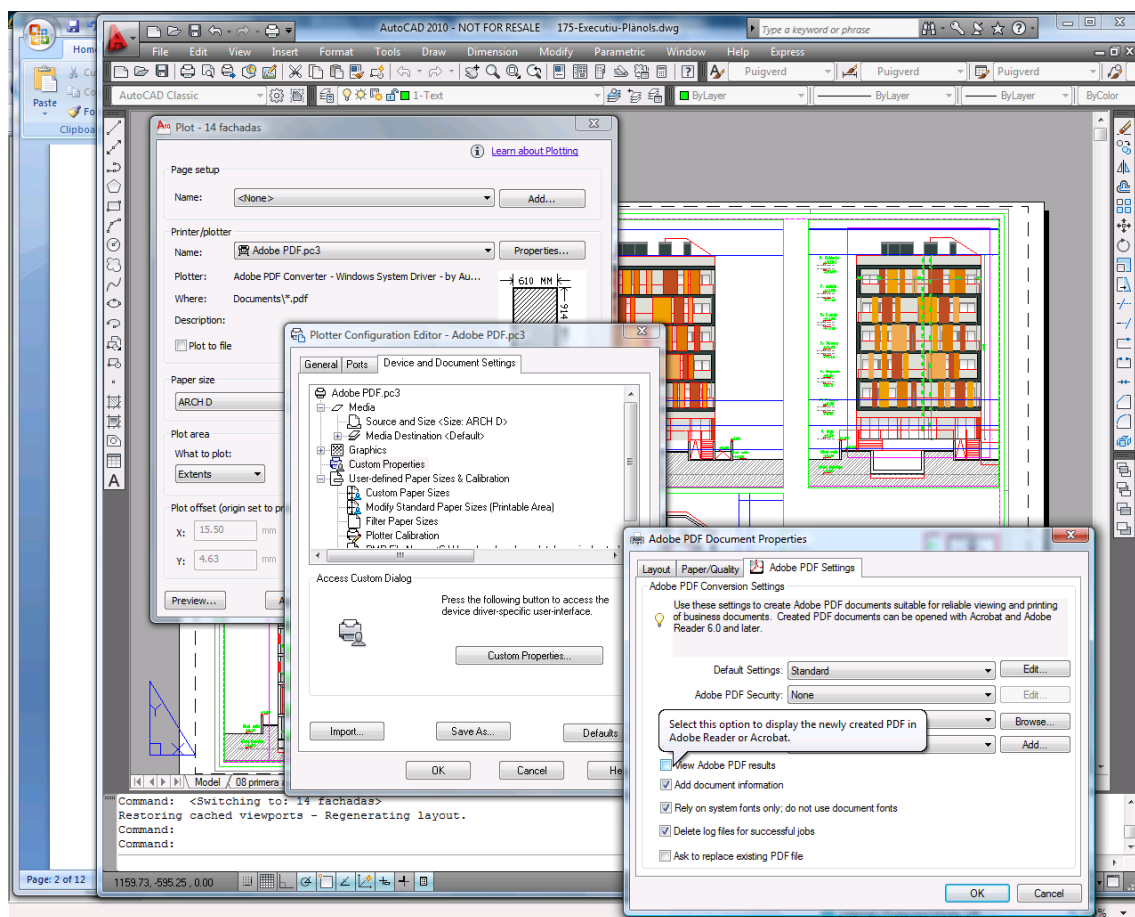 AutoCAD 2010 - NOT FOR RESALE 175-Executiu-Plànols.dwg
Type a keyword or phrase
Home
File Edit View Insert Format Tools Draw Dimension Modify Parametric Window Help Express
Paste
Clipboa
Puigverd Puigverd Puigverd
AutoCAD Classic
1-Text
ByLayer ByLayer ByLayer ByColor
Plot - 14 fachadas
Learn about Plotting
Page setup
Name: <None> Add...
Printer/plotter
Name: Adobe PDF.pc3 Properties...
Plotter: Adobe PDF Converter - Windows System Driver - by Au...
Where: Documents\*.pdf
Description:
Plot to file
610 MM
914
Paper size
ARCH D
Plot area
What to plot:
Extents
Plot offset (origin set to pr
X: 15.50 mm
Y: 4.63 mm
Preview...
Plotter Configuration Editor - Adobe PDF.pc3
General Ports Device and Document Settings
Adobe PDF.pc3
Media
Source and Size <Size: ARCH D>
Media Destination <Default>
Graphics
Custom Properties
User-defined Paper Sizes & Calibration
Custom Paper Sizes
Modify Standard Paper Sizes (Printable Area)
Filter Paper Sizes
Plotter Calibration
Access Custom Dialog
Press the following button to access the
device driver-specific user-interface.
Custom Properties...
Import... Save As... Defaults
OK Cancel He
Adobe PDF Document Properties
Layout Paper/Quality Adobe PDF Settings
Adobe PDF Conversion Settings
Use these settings to create Adobe PDF documents suitable for reliable viewing and printing
of business documents. Created PDF documents can be opened with Acrobat and Adobe
Reader 6.0 and later.
Default Settings: Standard Edit...
Adobe PDF Security: None Edit...
Browse...
Add...
Select this option to display the newly created PDF in
Adobe Reader or Acrobat.
View Adobe PDF results
Add document information
Rely on system fonts only; do not use document fonts
Delete log files for successful jobs
Ask to replace existing PDF file
OK Cancel
Y
X
Model 08 primera
Command: <Switching to: 14 fachadas>
Restoring cached viewports - Regenerating layout.
Command:
Command:
Page: 2 of 12
1159.73, -595.25 , 0.00
A